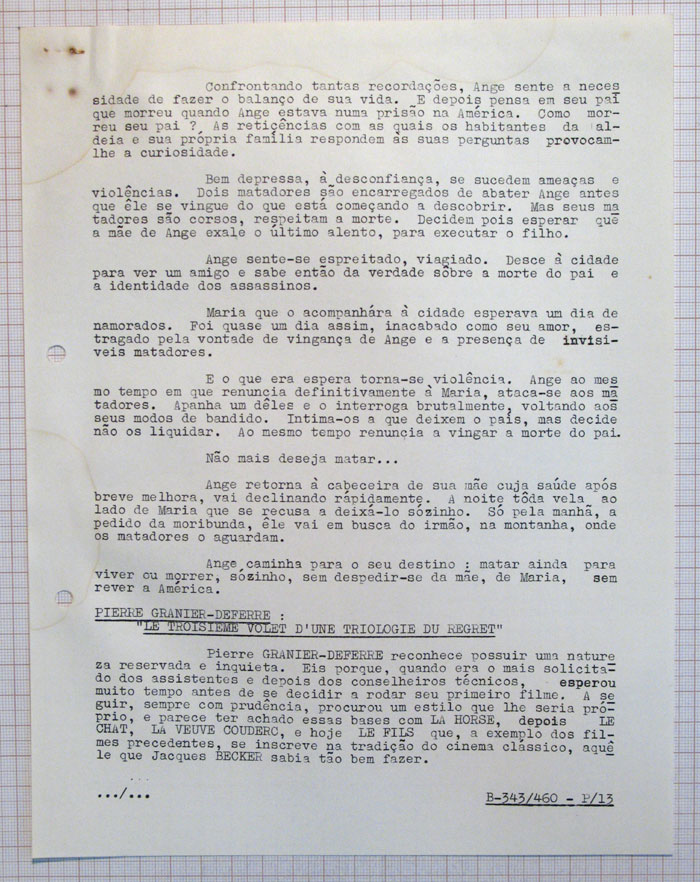 Confrontando tantas recordações, Ange sente a neces
sidade de fazer o balanço de sua vida. E depois pensa em seu pai
que morreu quando Ange estava numa prisão na América. Como mor-
reu seu pai ? As reticências com as quais os habitantes da al-
deia e sua própria família respondem às suas perguntas provocam-
lhe a curiosidade.
Bem depressa, à desconfiança, se sucedem ameaças e
violências. Dois matadores são encarregados de abater Ange antes
que êle se vingue do que está começando a descobrir. Mas seus ma
tadores são corsos, respeitam a morte. Decidem pois esperar que
a mãe de Ange exale o último alento, para executar o filho.
Ange sente-se espreitado, viagiado. Desce à cidade
para ver um amigo e sabe então da verdade sôbre a morte do pai e
a identidade dos assassinos.
Maria que o acompanhára à cidade esperava um dia de
namorados. Foi quase um dia assim, inacabado como seu amor, es-
tragado pela vontade de vingança de Ange e a presença de invisí-
veis matadores.
E o que era espera torna-se violência. Ange ao mes
mo tempo em que renuncia definitivamente à Maria, ataca-se aos ma
tadores. Apanha um dêles e o interroga brutalmente, voltando aos
seus modos de bandido. Intima-os a que deixem o país, mas decide
não os liquidar. Ao mesmo tempo renuncia a vingar a morte do pai.
Não mais deseja matar...
Ange retorna à cabeceira de sua mãe cuja saúde após
breve melhora, vai declinando rápidamente. A noite tôda vela ao
lado de Maria que se recusa a deixá-lo sózinho. Só pela manhã, a
pedido da moribunda, êle vai em busca do irmão, na montanha, onde
os matadores o aguardam.
Ange caminha para o seu destino : matar ainda para
viver ou morrer, sózinho, sem despedir-se da mãe, de Maria, sem
rever a América.
PIERRE GRANIER-DEFERRE :
"LE TROISIEME VOLET D'UNE TRIOLOGIE DU REGRET"
Pierre GRANIER-DEFERRE reconhece possuir uma nature
za reservada e inquieta. Eis porque, quando era o mais solicita-
do dos assistentes e depois dos conselheiros técnicos, esperou
muito tempo antes de se decidir a rodar seu primeiro filme. A se
guir, sempre com prudência, procurou um estilo que lhe seria pró-
prio, e parece ter achado essas bases com LA HORSE, depois LE
CHAT, LA VEUVE COUDERC, e hoje LE FILS que, a exemplo dos fil-
mes precedentes, se inscreve na tradição do cinema clássico, aquê
le que Jacques BECKER sabia tão bem fazer.
.../...
B-343/460 - P/13